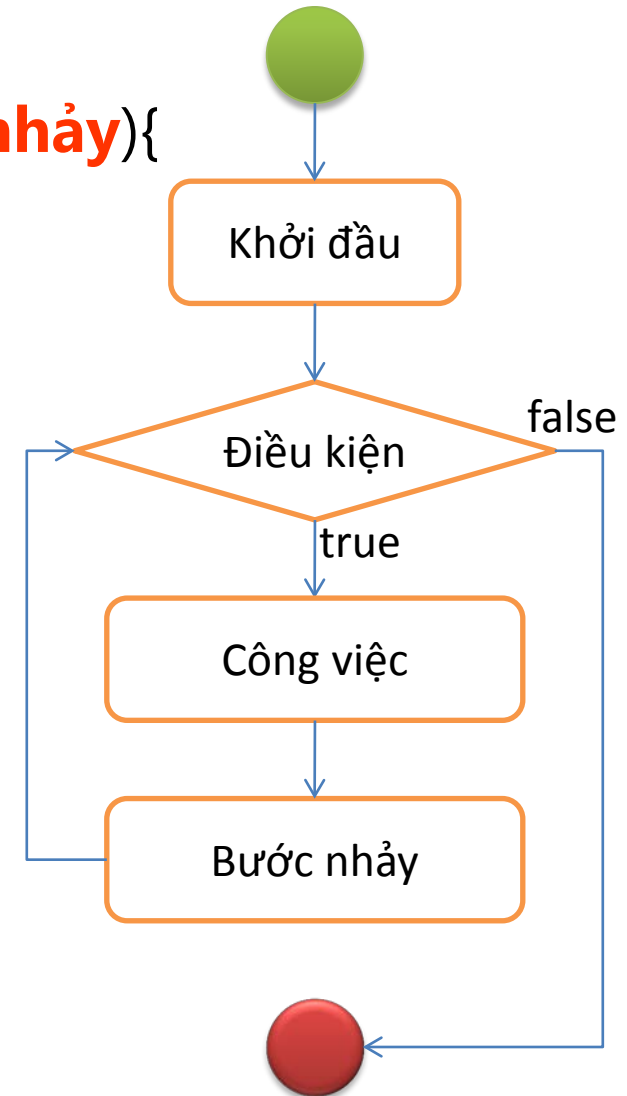 nhảy){
Khởi đầu
false
Điều kiện
true
Công việc
Bước nhảy